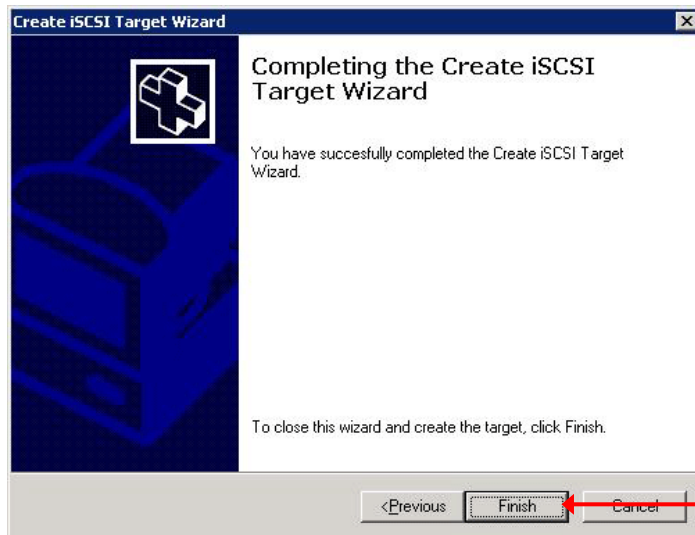 Create iSCSI Target Wizard
Completing the Create iSCSI
Target Wizard
You have succesfully completed the Create iSCSI Target
Wizard.
To close this wizard and create the target, click Finish.
<Previous Finish Cancel